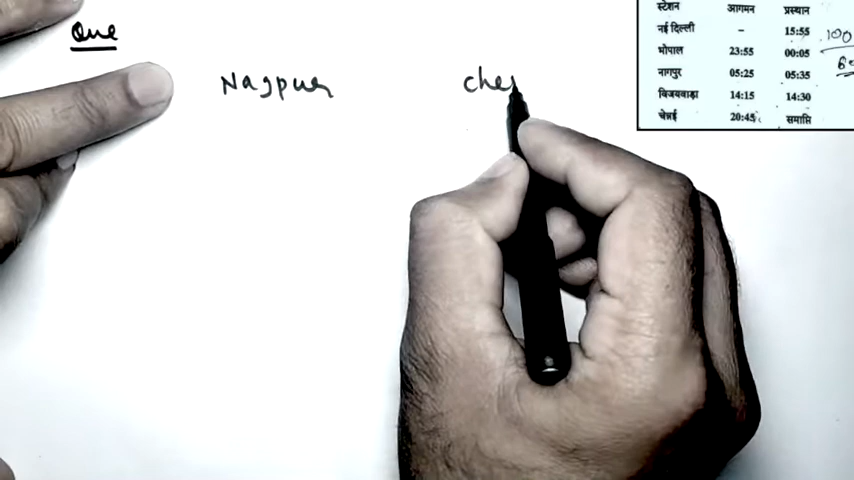 Que
Nagpur che
स्टेशन आगमन प्रस्थान
नई दिल्ली – 15:55
भोपाल 23:55 00:05
नागपुर 05:25 05:35
विजयवाड़ा 14:15 14:30
चेन्नई 20:45 समाप्ति
100